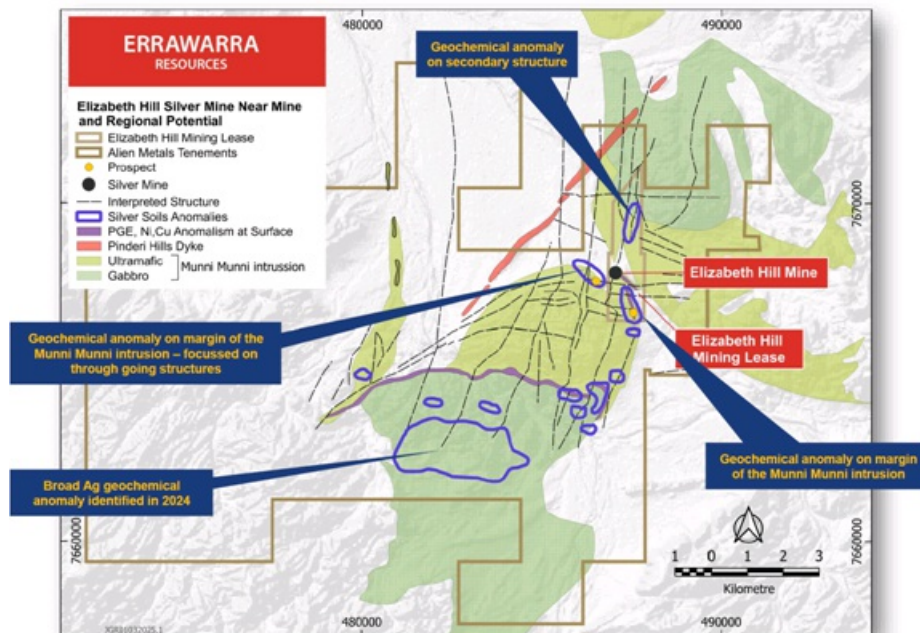 480000
490000
ERRAWARRA
RESOURCES
Elizabeth Hill Silver Mine Near Mine
and Regional Potential
Elizabeth Hill Mining Lease
Alien Metals Tenements
Prospect
Silver Mine
Interpreted Structure
Silver Soils Anomalies
PGE, Ni,Cu Anomalism at Surface
Pinderi Hills Dyke
Ultramafic
Gabbro
Munni Munni intrussion
Geochemical anomaly
on secondary structure
7670000
Elizabeth Hill Mine
Elizabeth Hill
Mining Lease
Geochemical anomaly on margin of the
Munni Munni intrusion – focussed on
through going structures
Geochemical anomaly on margin
of the Munni Munni intrusion
Broad Ag geochemical
anomaly identified in 2024
7660000
7660000
1 0 1 2 3
Kilometre
480000
490000